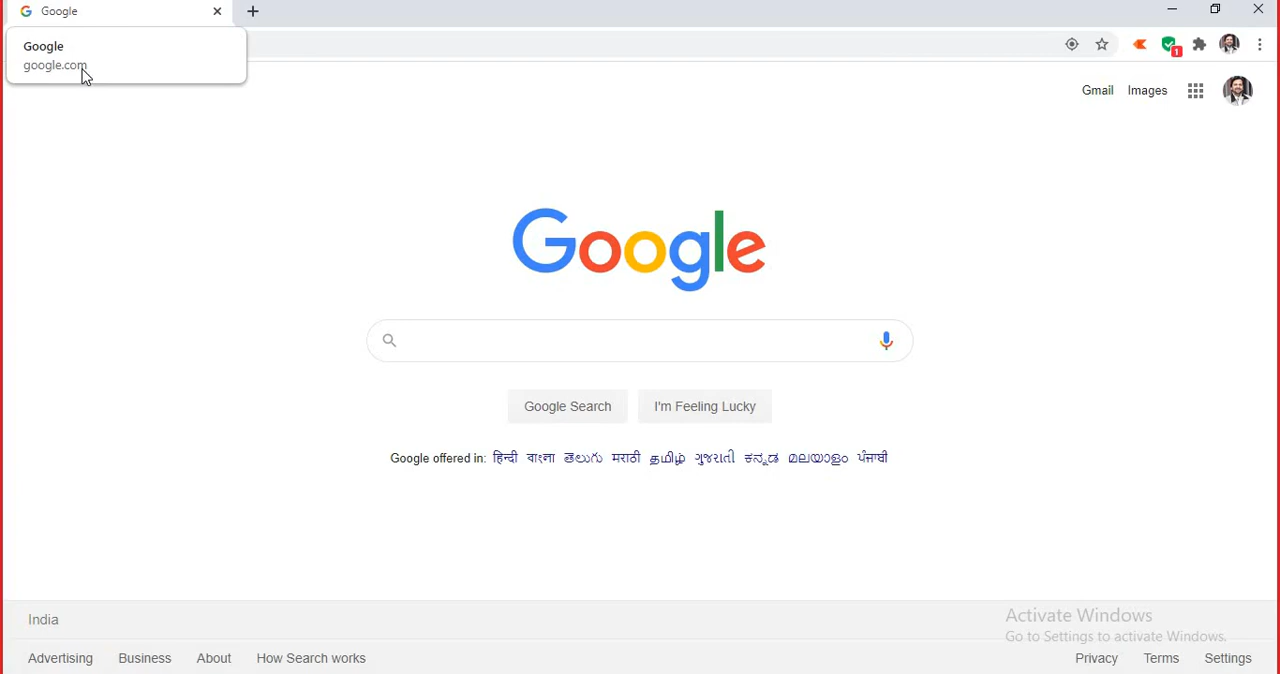 Google
Google
google.com
1
Gmail Images
Google
Google Search I'm Feeling Lucky
Google offered in: हिन्दी বাংলা తెలుగు मराठी தமிழ் ગુજરાતી ಕನ್ನಡ മലയാളം ਪੰਜਾਬੀ
India
Activate Windows
Go to Settings to activate Windows.
Advertising Business About How Search works Privacy Terms Settings